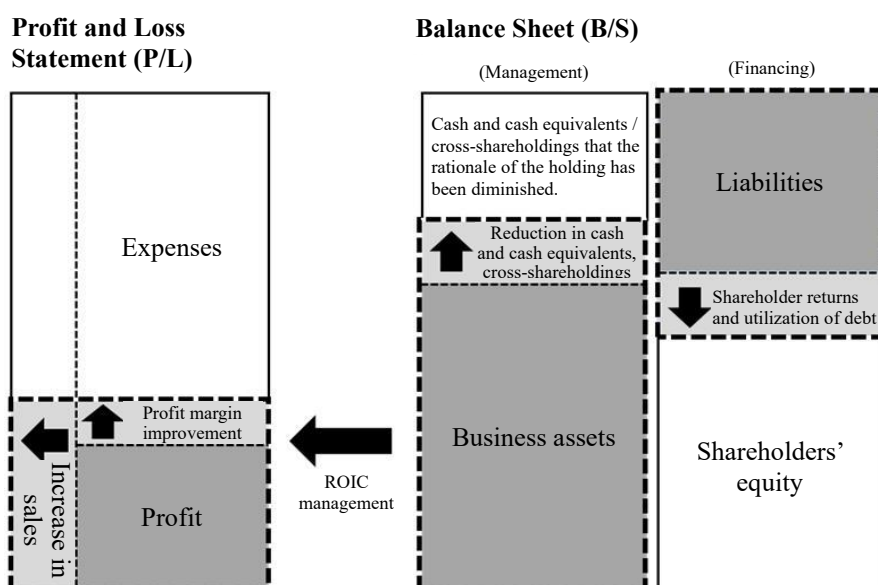 Profit and Loss
Statement (P/L)
Balance Sheet (B/S)
(Management)
(Financing)
Expenses
Profit margin
improvement
Increase in
sales
Profit
ROIC
management
Cash and cash equivalents /
cross-shareholdings that the
rationale of the holding has
been diminished.
Reduction in cash
and cash equivalents,
cross-shareholdings
Business assets
Liabilities
Shareholder returns
and utilization of debt
Shareholders’
equity